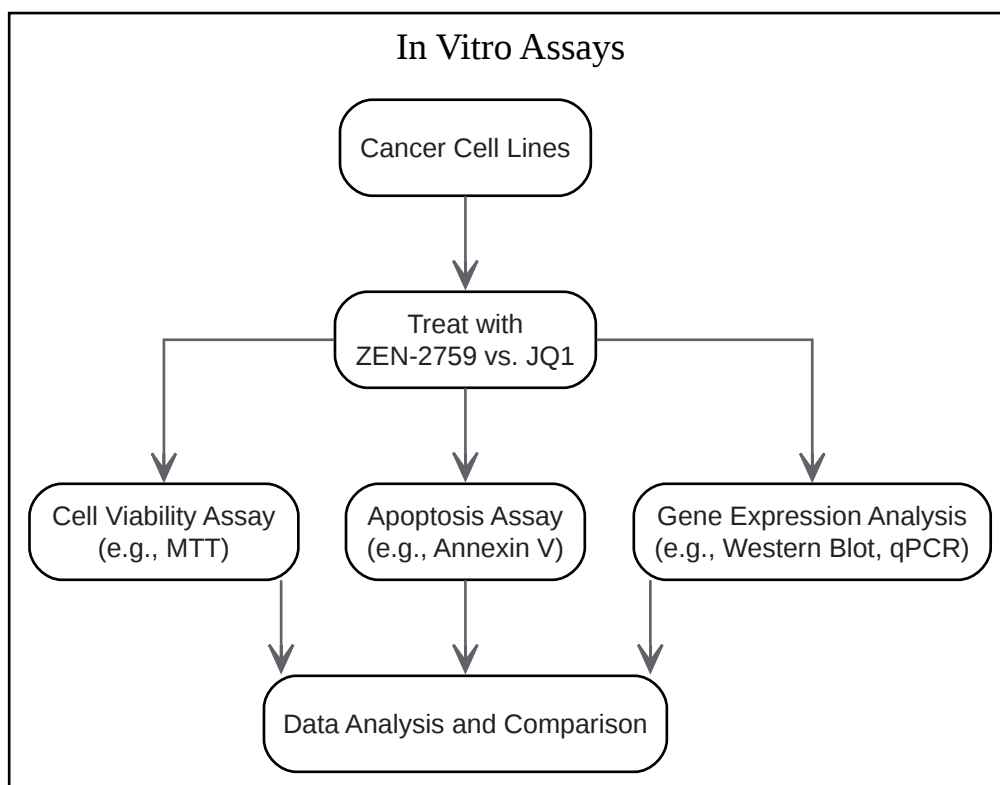 In Vitro Assays
Cancer Cell Lines
Treat with
ZEN-2759 vs. JQ1
Cell Viability Assay
(e.g., MTT)
Apoptosis Assay
(e.g., Annexin V)
Gene Expression Analysis
(e.g., Western Blot, qPCR)
Data Analysis and Comparison